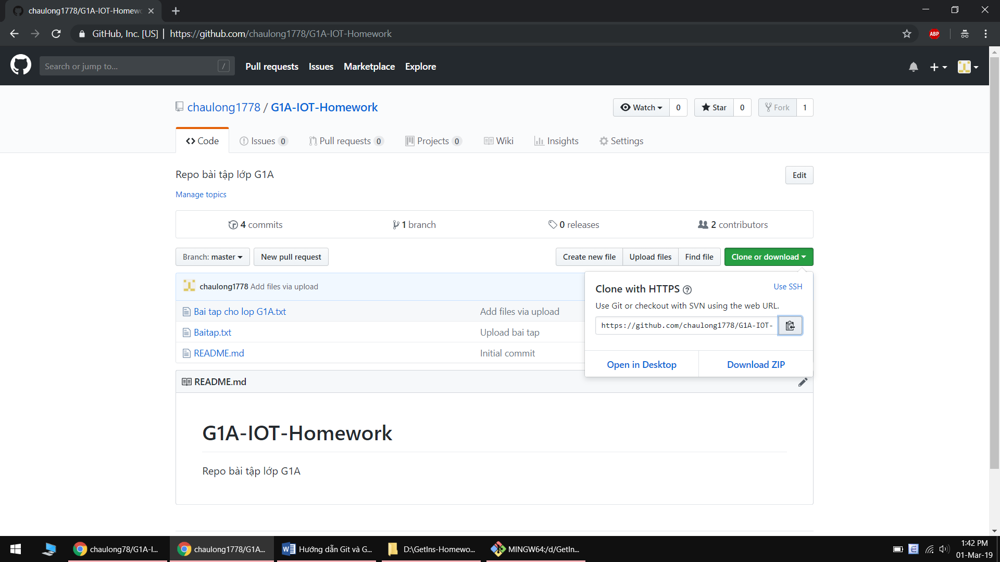 chaulong1778/G1A-IOT-Homewo
GitHub, Inc. [US] | https://github.com/chaulong1778/G1A-IOT-Homework
ABP
Search or jump to... /
Pull requests Issues Marketplace Explore
chaulong1778 / G1A-IOT-Homework
Watch 0 Star 0 Fork 1
Code Issues 0 Pull requests 0 Projects 0 Wiki Insights Settings
Repo bài tập lớp G1A
Edit
Manage topics
4 commits 1 branch 0 releases 2 contributors
Branch: master New pull request Create new file Upload files Find file Clone or download
chaulong1778 Add files via upload
Bai tap cho lop G1A.txt Add files via upload
Baitap.txt Upload bai tap
README.md Initial commit
Clone with HTTPS Use SSH
Use Git or checkout with SVN using the web URL.
https://github.com/chaulong1778/G1A-IOT-
Open in Desktop Download ZIP
README.md
G1A-IOT-Homework
Repo bài tập lớp G1A
chaulong78/G1A-I... chaulong1778/G1A... Hướng dẫn Git và G... D:\GetIns-Homewo... MINGW64:/d/GetIn...
1:42 PM
01-Mar-19